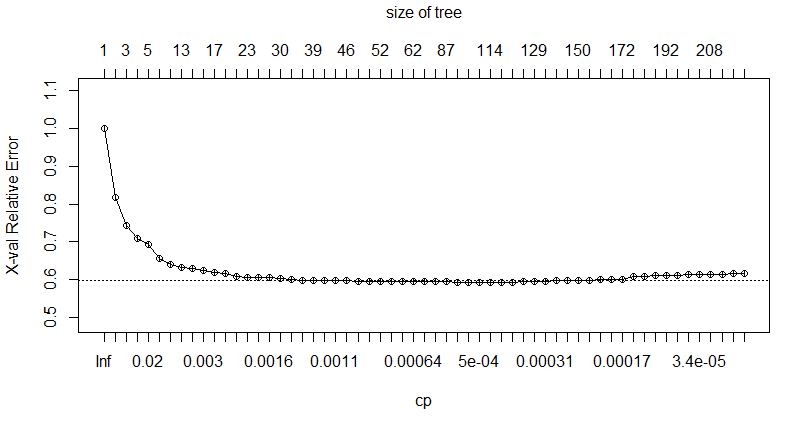 size of tree
1 3 5 13 17 23 30 39 46 52 62 87 114 129 150 172 192 208
X-val Relative Error
1.1
1.0
0.9
0.8
0.7
0.6
0.5
Inf 0.02 0.003 0.0016 0.0011 0.00064 5e-04 0.00031 0.00017 3.4e-05
cp